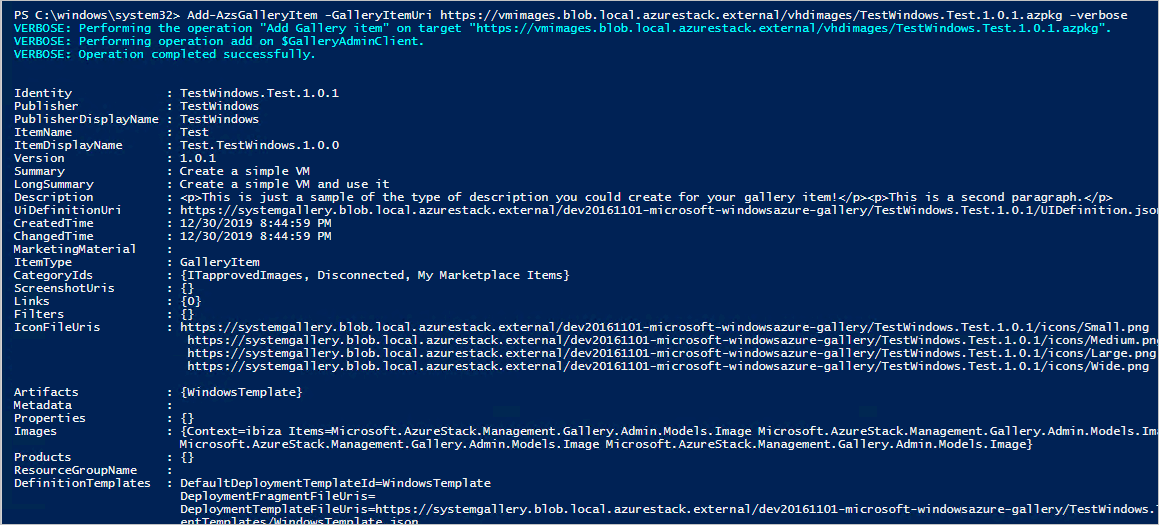 PS C:\windows\system32> Add-AzsGalleryItem -GalleryItemUri https://vmimages.blob.local.azurestack.external/vhdimages/TestWindows.Test.1.0.1.azpkg -verbose
VERBOSE: Performing the operation "Add Gallery item" on target "https://vmimages.blob.local.azurestack.external/vhdimages/TestWindows.Test.1.0.1.azpkg".
VERBOSE: Performing operation add on $GalleryAdminClient.
VERBOSE: Operation completed successfully.
Identity : TestWindows.Test.1.0.1
Publisher : TestWindows
PublisherDisplayName : TestWindows
ItemName : Test
ItemDisplayName : Test.TestWindows.1.0.0
Version : 1.0.1
Summary : Create a simple VM
LongSummary : Create a simple VM and use it
Description : <p>This is just a sample of the type of description you could create for your gallery item!</p><p>This is a second paragraph.</p>
UiDefinitionUri : https://systemgallery.blob.local.azurestack.external/dev20161101-microsoft-windowsazure-gallery/TestWindows.Test.1.0.1/UIDefinition.json
CreatedTime : 12/30/2019 8:44:59 PM
ChangedTime : 12/30/2019 8:44:59 PM
MarketingMaterial :
ItemType : GalleryItem
CategoryIds : {ITapprovedImages, Disconnected, My Marketplace Items}
ScreenshotUris : {}
Links : {0}
Filters : {}
IconFileUris : https://systemgallery.blob.local.azurestack.external/dev20161101-microsoft-windowsazure-gallery/TestWindows.Test.1.0.1/icons/Small.png
https://systemgallery.blob.local.azurestack.external/dev20161101-microsoft-windowsazure-gallery/TestWindows.Test.1.0.1/icons/Medium.png
https://systemgallery.blob.local.azurestack.external/dev20161101-microsoft-windowsazure-gallery/TestWindows.Test.1.0.1/icons/Large.png
https://systemgallery.blob.local.azurestack.external/dev20161101-microsoft-windowsazure-gallery/TestWindows.Test.1.0.1/icons/Wide.png
Artifacts : {WindowsTemplate}
Metadata :
Properties : {}
Images : {Context=ibiza Items=Microsoft.AzureStack.Management.Gallery.Admin.Models.Image Microsoft.AzureStack.Management.Gallery.Admin.Models.Ima
Microsoft.AzureStack.Management.Gallery.Admin.Models.Image Microsoft.AzureStack.Management.Gallery.Admin.Models.Image}
Products : {}
ResourceGroupName :
DefinitionTemplates : DefaultDeploymentTemplateId=WindowsTemplate
DeploymentFragmentFileUris=
DeploymentTemplateFileUris=https://systemgallery.blob.local.azurestack.external/dev20161101-microsoft-windowsazure-gallery/TestWindows.T
entTemplates/WindowsTemplate.json